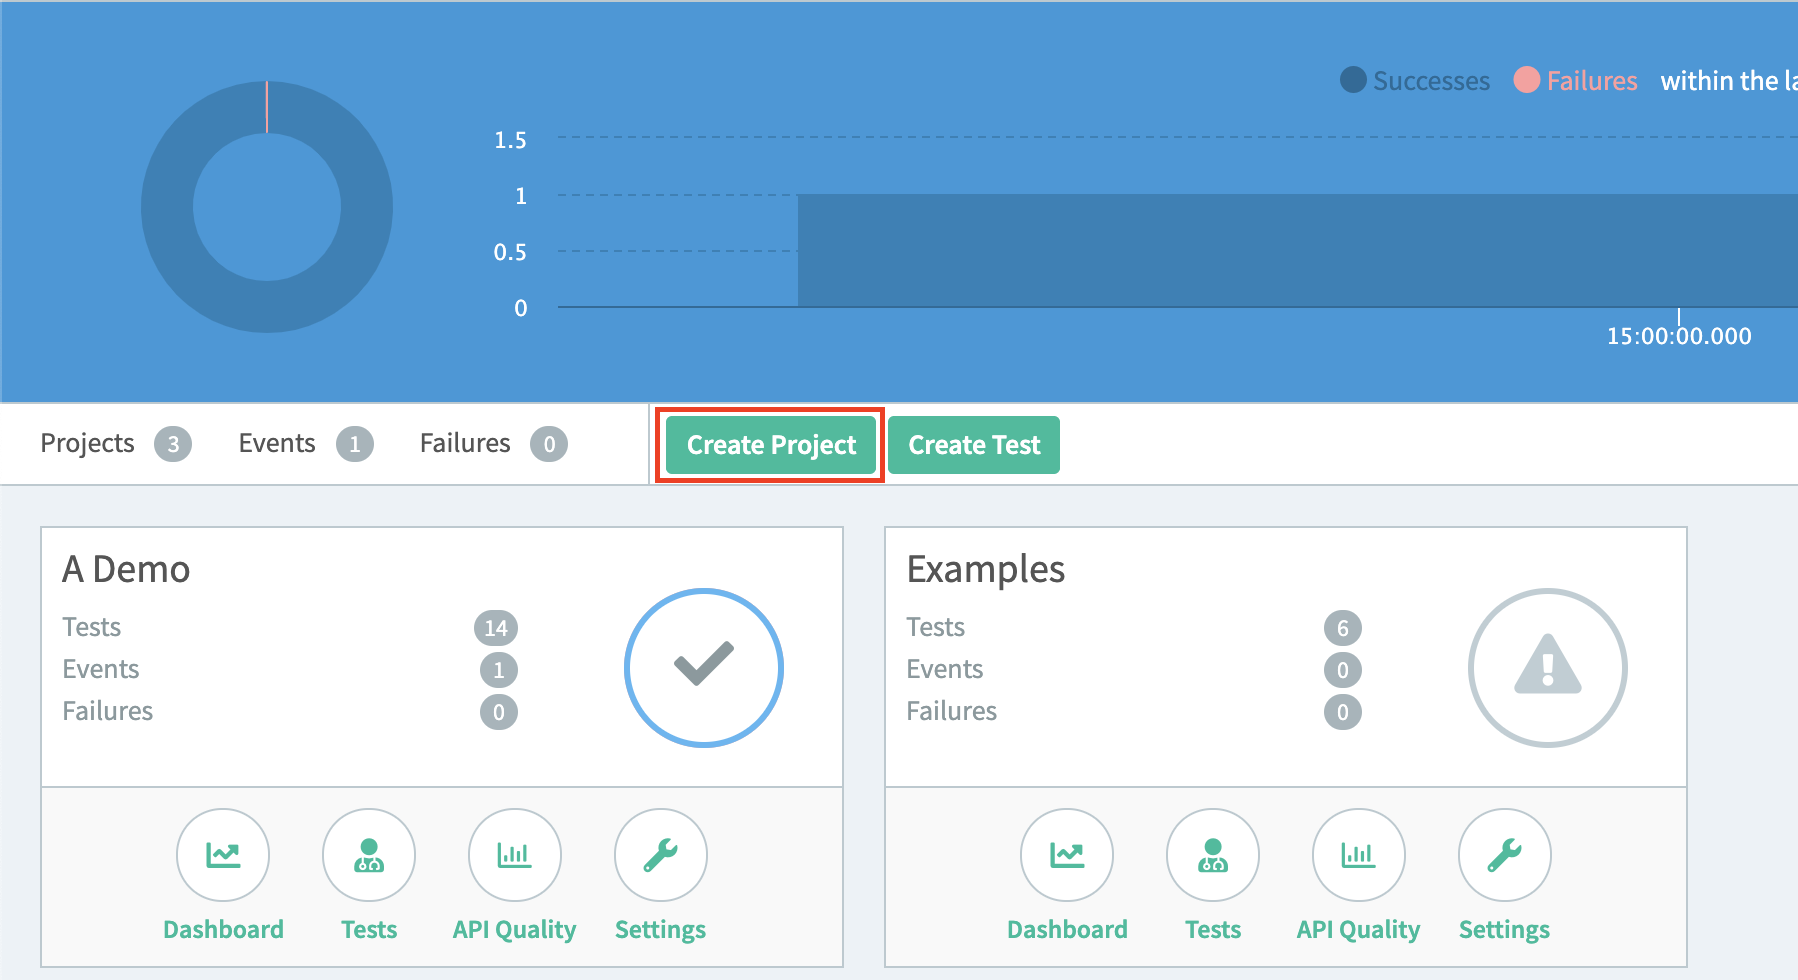 Successes Failures within the la
1.5
1
0.5
0
15:00:00.000
Projects 3 Events 1 Failures 0 Create Project Create Test
A Demo
Tests 14
Events 1
Failures 0
Dashboard Tests API Quality Settings
Examples
Tests 6
Events 0
Failures 0
Dashboard Tests API Quality Settings